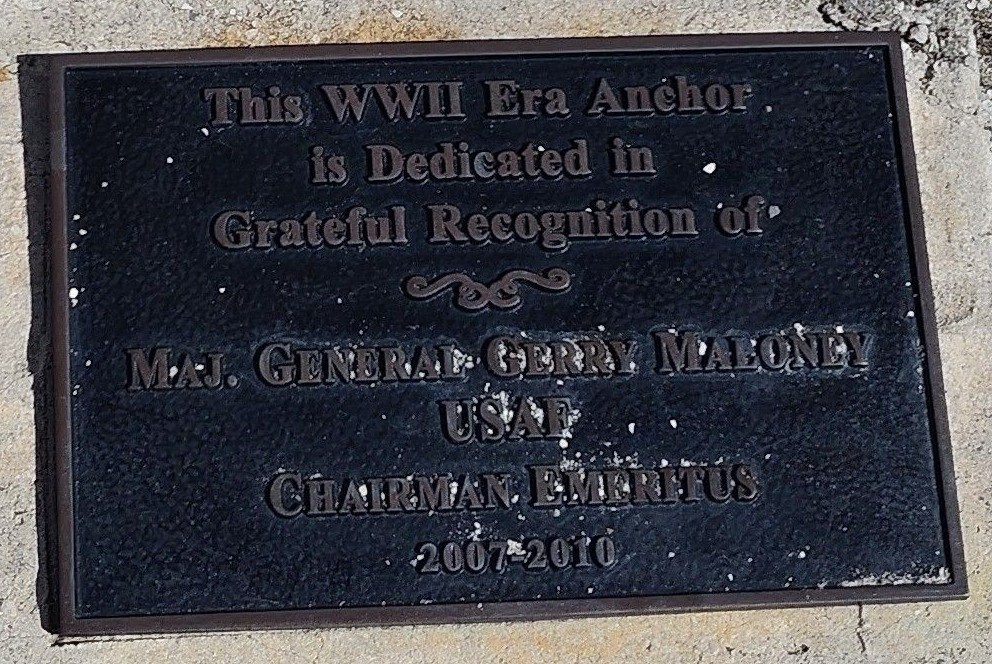 This WWII Era Anchor
is Dedicated in
Grateful Recognition of
MAJ. GENERAL GERRY MALONEY
USAF
CHAIRMAN EMERITUS
2007-2010